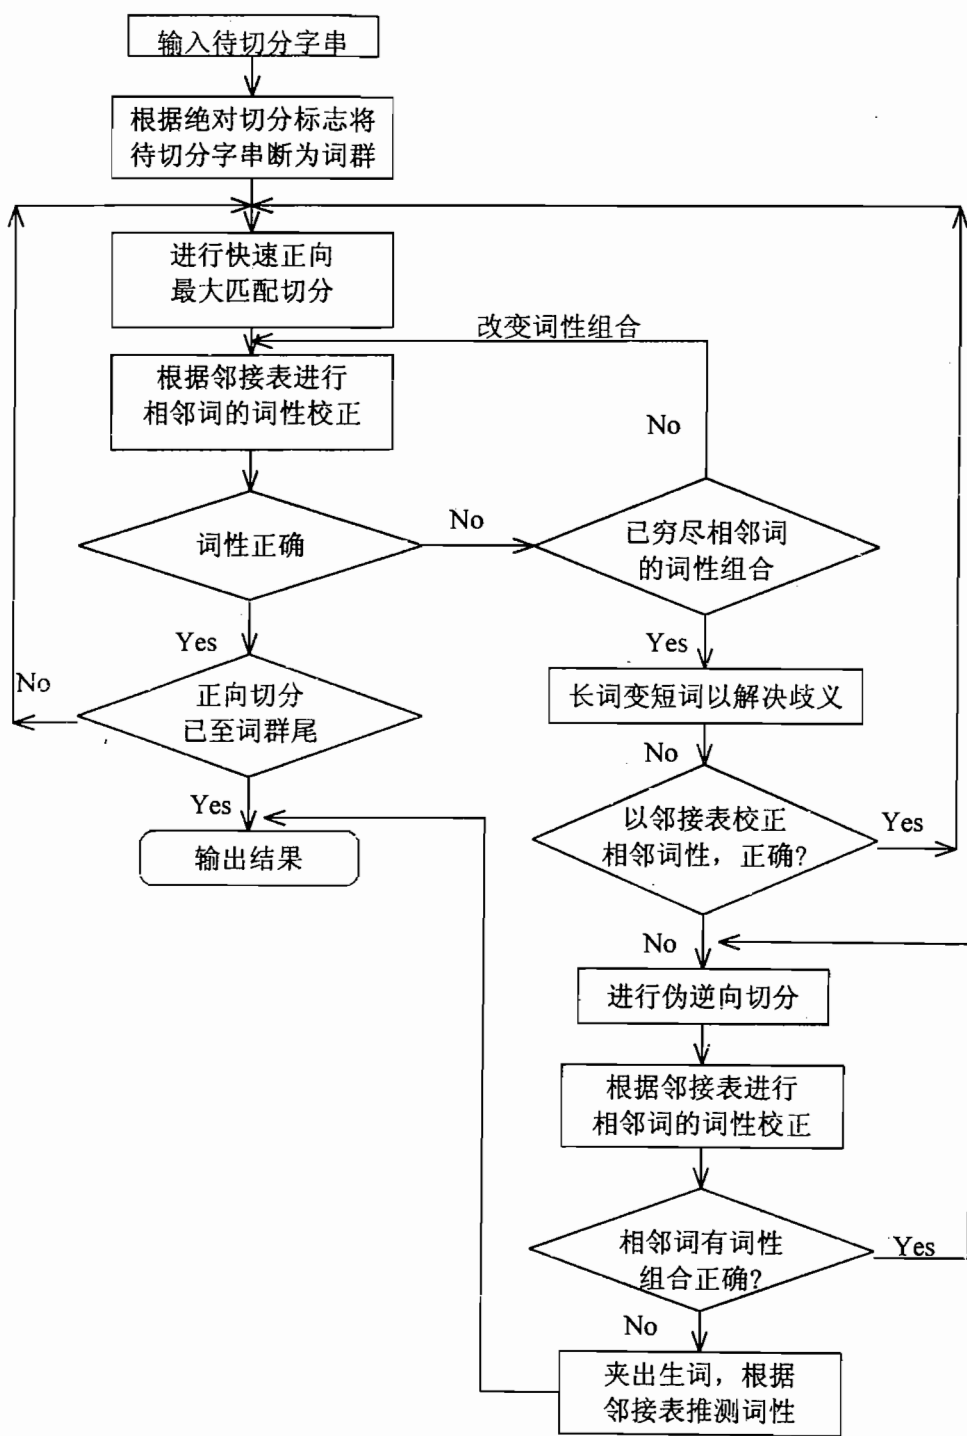 输入待切分字串
根据绝对切分标志将
待切分字串断为词群
进行快速正向
最大匹配切分
改变词性组合
根据邻接表进行
相邻词的词性校正
No
词性正确
No
已穷尽相邻词
的词性组合
Yes
Yes
No
正向切分
已至词群尾
长词变短词以解决歧义
No
Yes
以邻接表校正
相邻词性，正确?
Yes
输出结果
No
进行伪逆向切分
根据邻接表进行
相邻词的词性校正
相邻词有词性
组合正确?
Yes
No
夹出生词，根据
邻接表推测词性